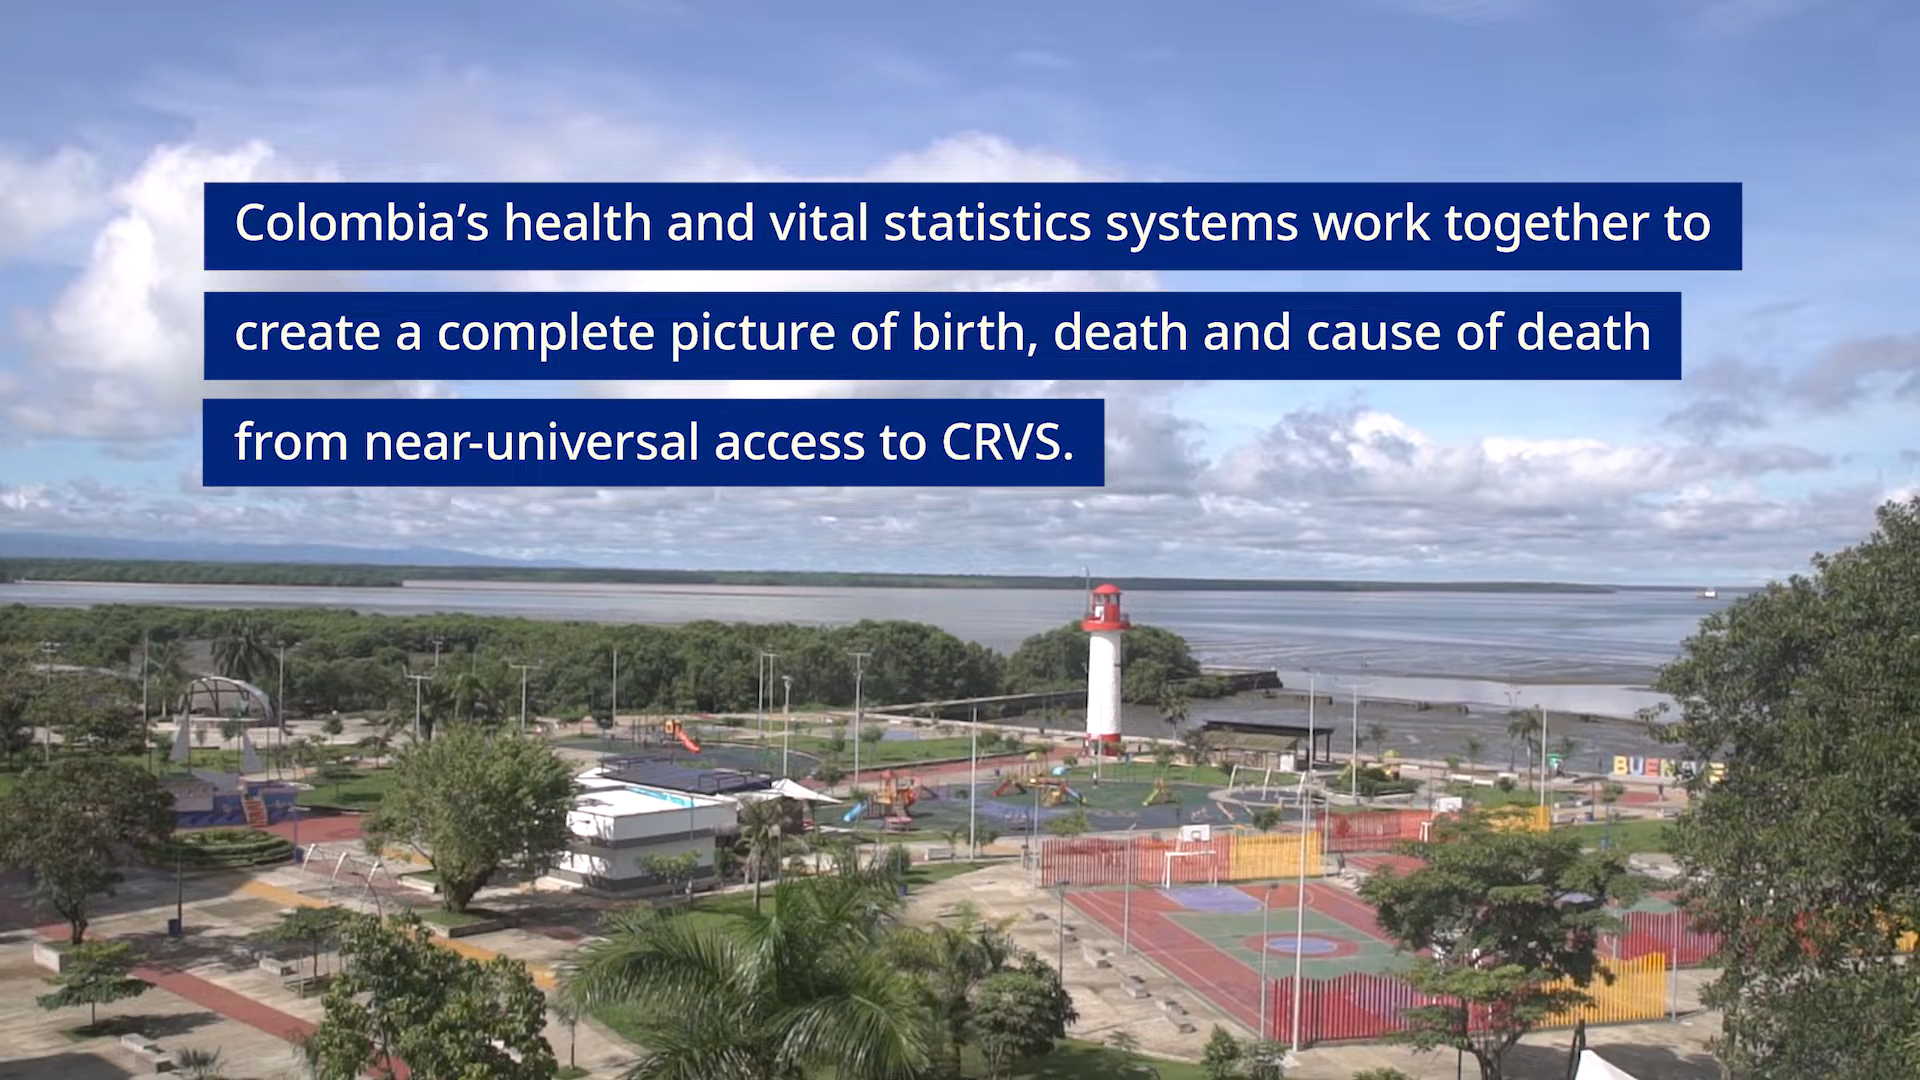 Colombia’s health and vital statistics systems work together to
create a complete picture of birth, death and cause of death
from near-universal access to CRVS.